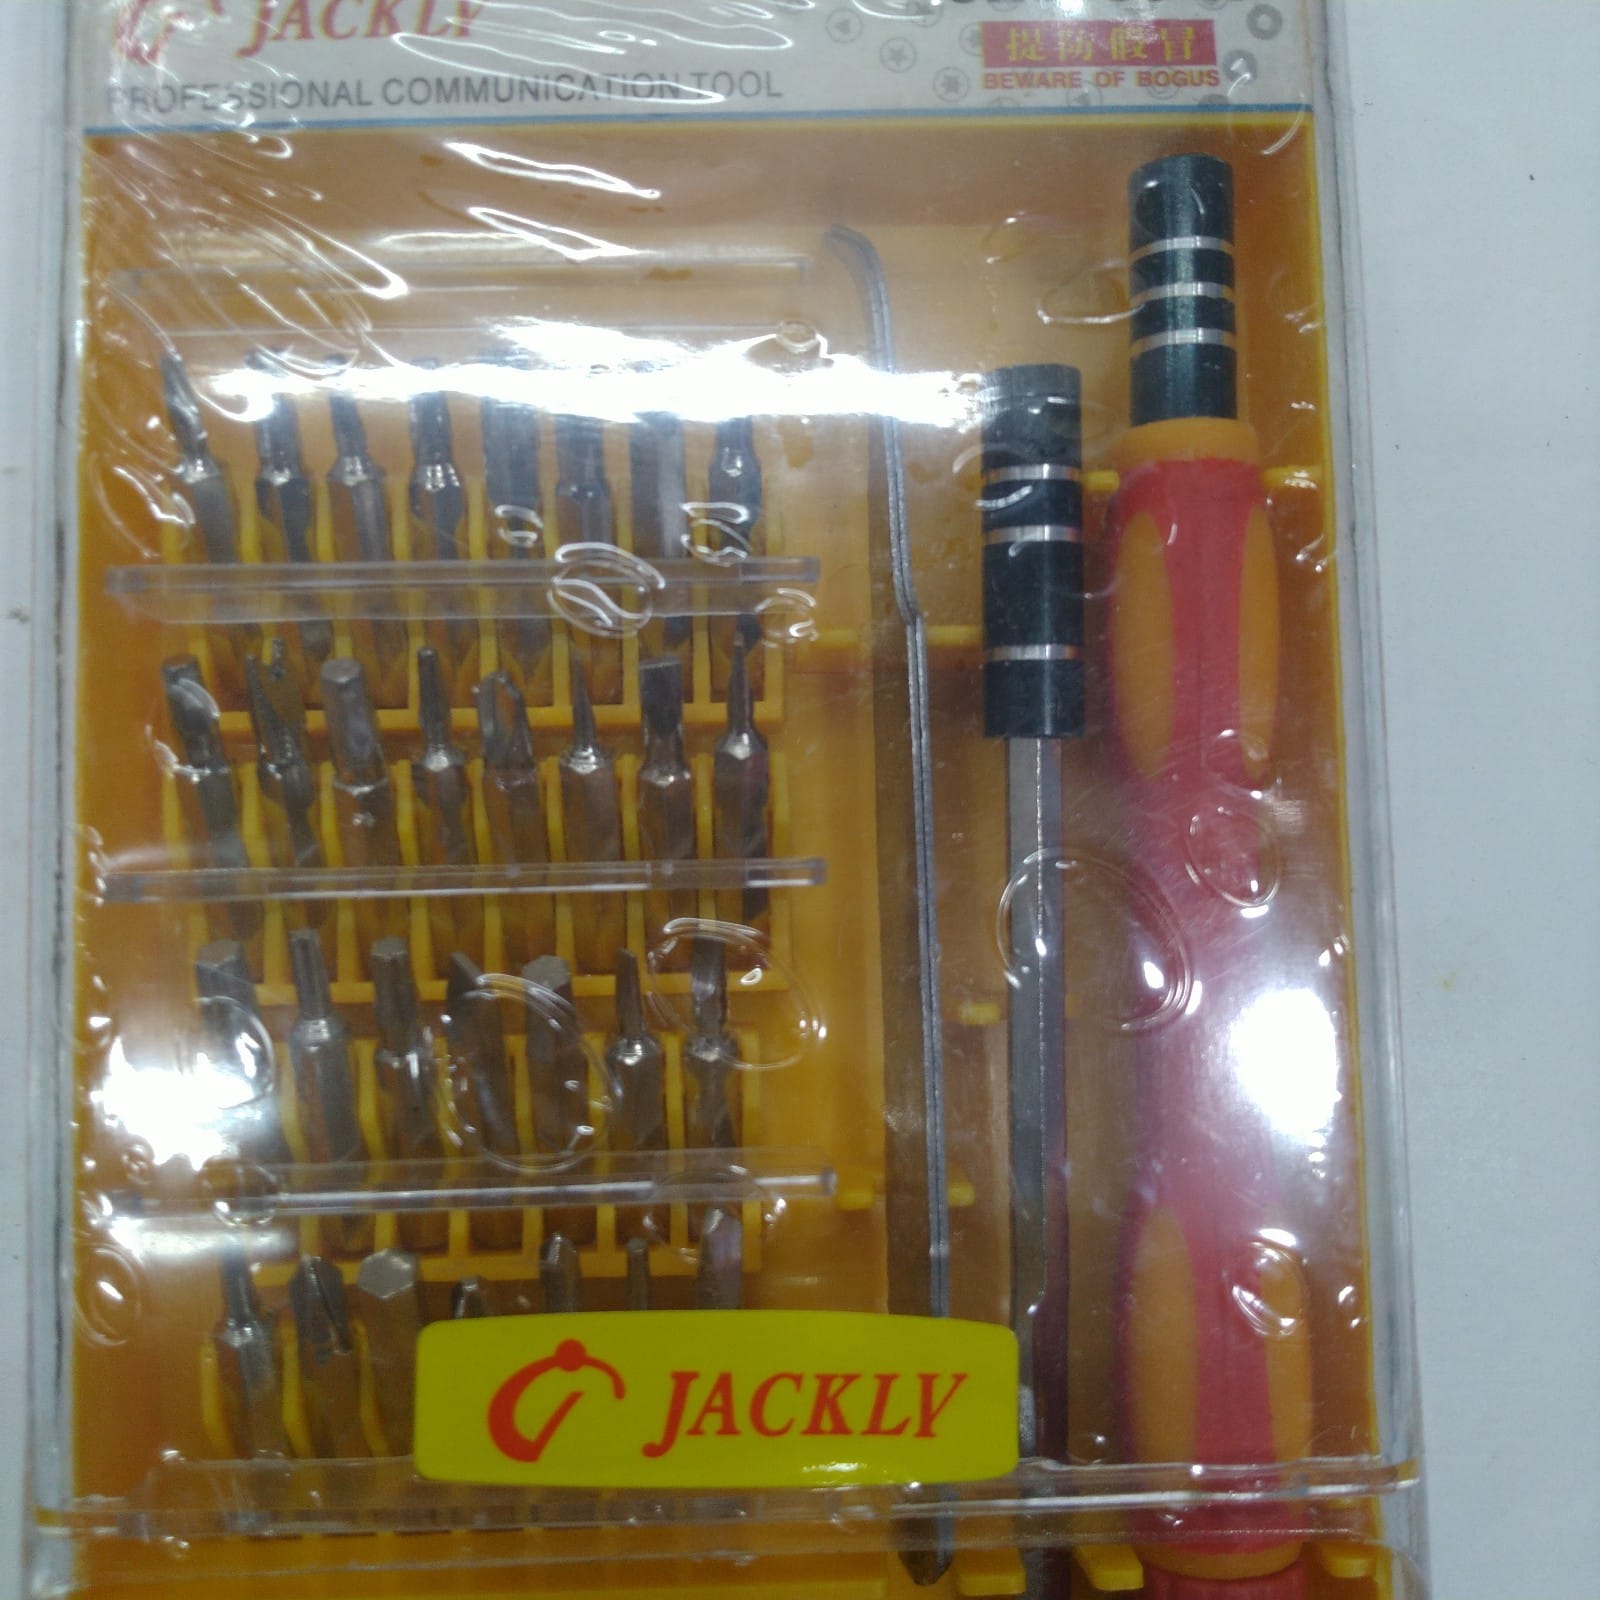 JACKLY
PROFESSIONAL COMMUNICATION TOOL
提防假冒
BEWARE OF BOGUS
JACKLY